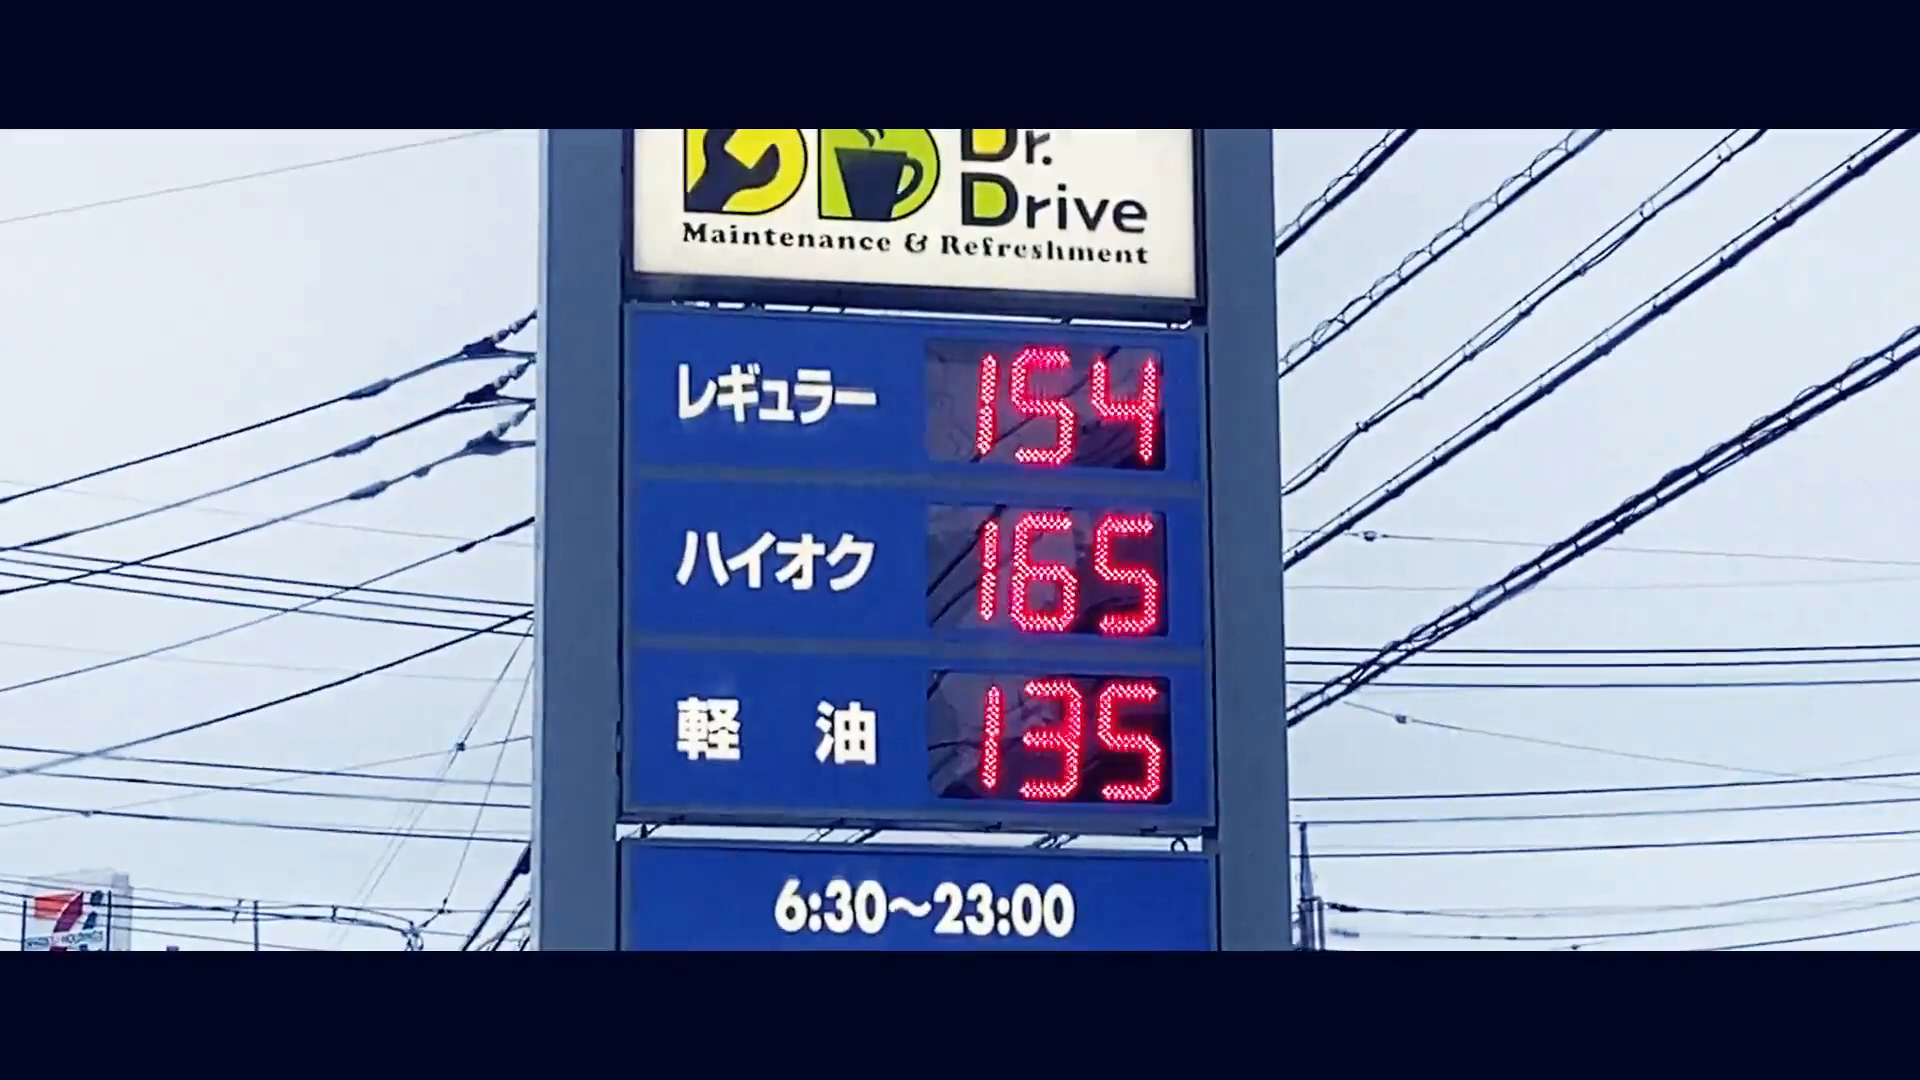 Dr.
Drive
Maintenance & Refreshment
レギュラー 154
ハイオク 165
軽 油 135
6:30～23:00